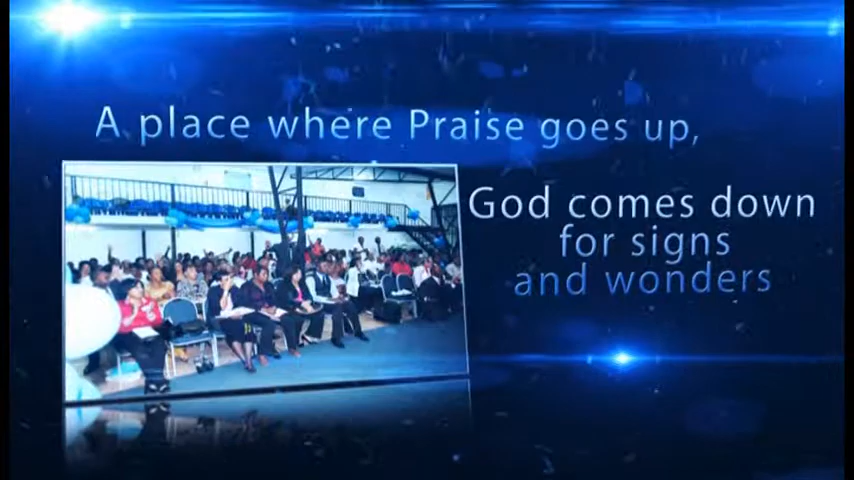 A place where Praise goes up,
God comes down
for signs
and wonders